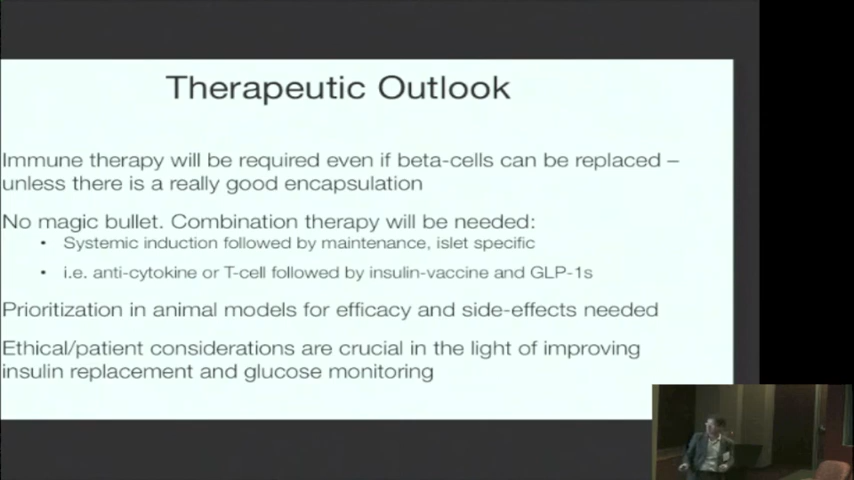 Therapeutic Outlook
Immune therapy will be required even if beta-cells can be replaced –
unless there is a really good encapsulation
No magic bullet. Combination therapy will be needed:
• Systemic induction followed by maintenance, islet specific
• i.e. anti-cytokine or T-cell followed by insulin-vaccine and GLP-1s
Prioritization in animal models for efficacy and side-effects needed
Ethical/patient considerations are crucial in the light of improving
insulin replacement and glucose monitoring